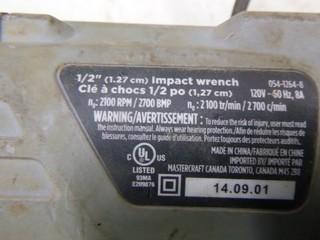 1/2" (1.27 cm) Impact wrench 054-1264-8
Clé à chocs 1/2 po (1,27 cm) 120V~60 Hz, 8A
n₀: 2100 RPM / 2700 BMP n₀: 2 100 tr/min / 2 700 c/min
WARNING/AVERTISSEMENT: To reduce the risk of injury, user must read
the instruction manual. Always wear hearing protection./Afin de réduire les risques de
blessures, consultez le guide d'utilisation. Portez toujours des protecteurs auditifs.
C UL US
LISTED
93MA
E209876
MADE IN CHINA/FABRIQUÉ EN CHINE
IMPORTED BY/IMPORTÉ PAR
MASTERCRAFT CANADA TORONTO, CANADA M4S 2B8
14.09.01